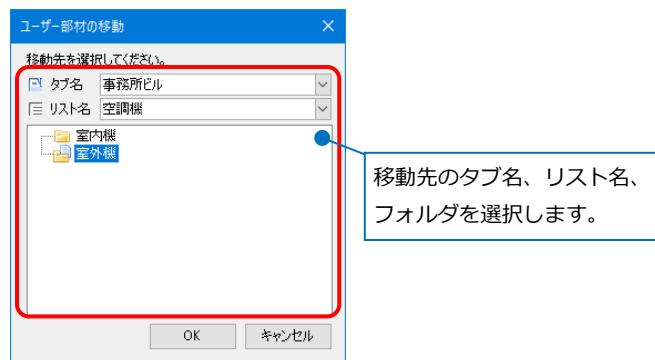 ユーザー部材の移動
移動先を選択してください。
タブ名 事務所ビル
リスト名 空調機
室内機
室外機
移動先のタブ名、リスト名、
フォルダを選択します。
OK キャンセル